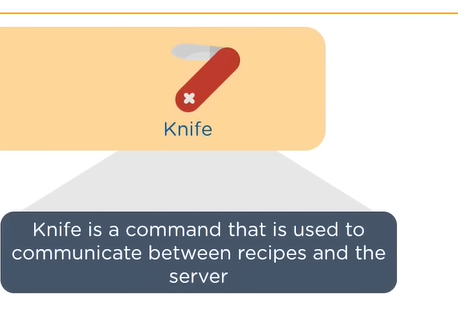 Knife
Knife is a command that is used to
communicate between recipes and the
server